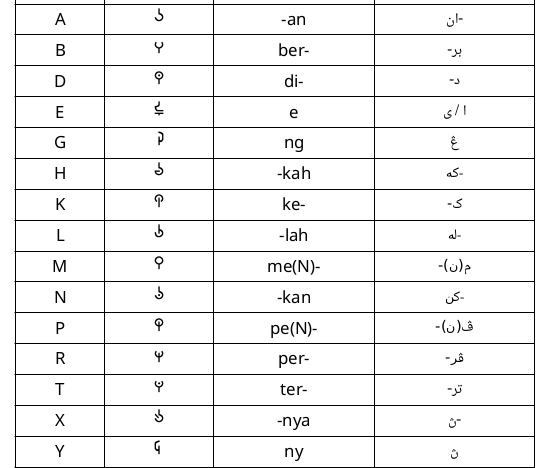 A -an -ان
B ber- بر-
D di- د-
E e ا / ى
G ng ڠ
H -kah -که
K ke- ک-
L -lah -له
M me(N)- م(ن)-
N -kan -کن
P pe(N)- ڤ(ن)-
R per- ڤر-
T ter- تر-
X -nya -ڽ
Y ny ڽ